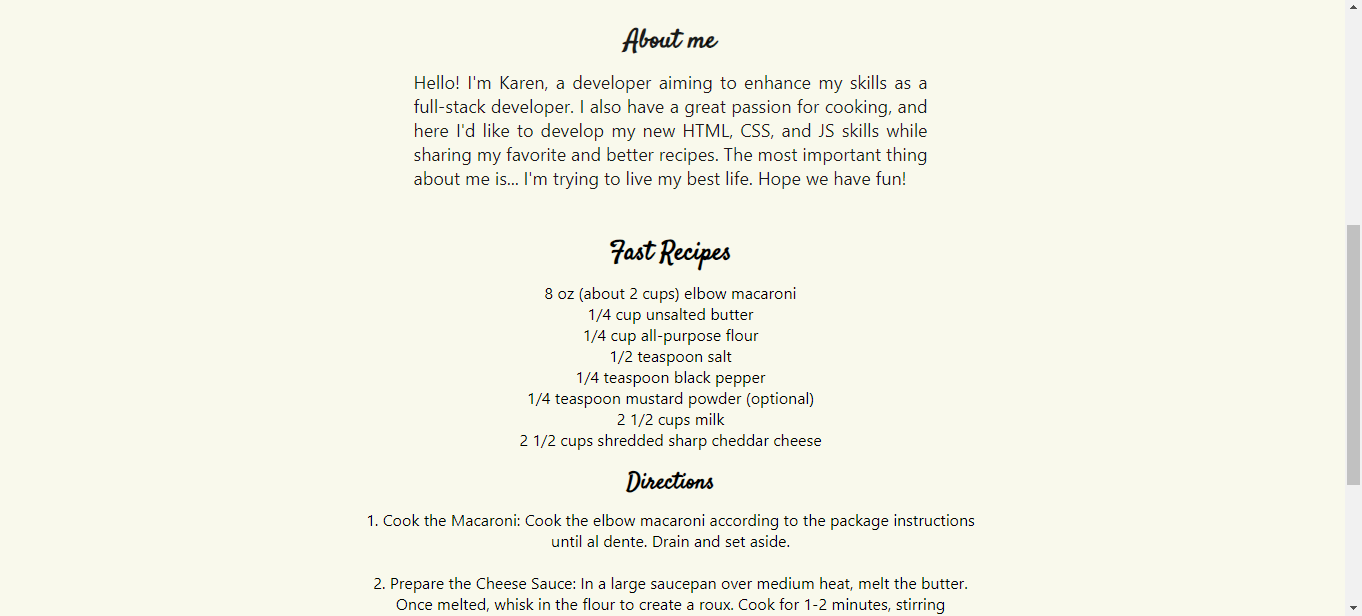 About me
Hello! I'm Karen, a developer aiming to enhance my skills as a
full-stack developer. I also have a great passion for cooking, and
here I'd like to develop my new HTML, CSS, and JS skills while
sharing my favorite and better recipes. The most important thing
about me is... I'm trying to live my best life. Hope we have fun!
Fast Recipes
8 oz (about 2 cups) elbow macaroni
1/4 cup unsalted butter
1/4 cup all-purpose flour
1/2 teaspoon salt
1/4 teaspoon black pepper
1/4 teaspoon mustard powder (optional)
2 1/2 cups milk
2 1/2 cups shredded sharp cheddar cheese
Directions
1. Cook the Macaroni: Cook the elbow macaroni according to the package instructions
until al dente. Drain and set aside.
2. Prepare the Cheese Sauce: In a large saucepan over medium heat, melt the butter.
Once melted, whisk in the flour to create a roux. Cook for 1-2 minutes, stirring